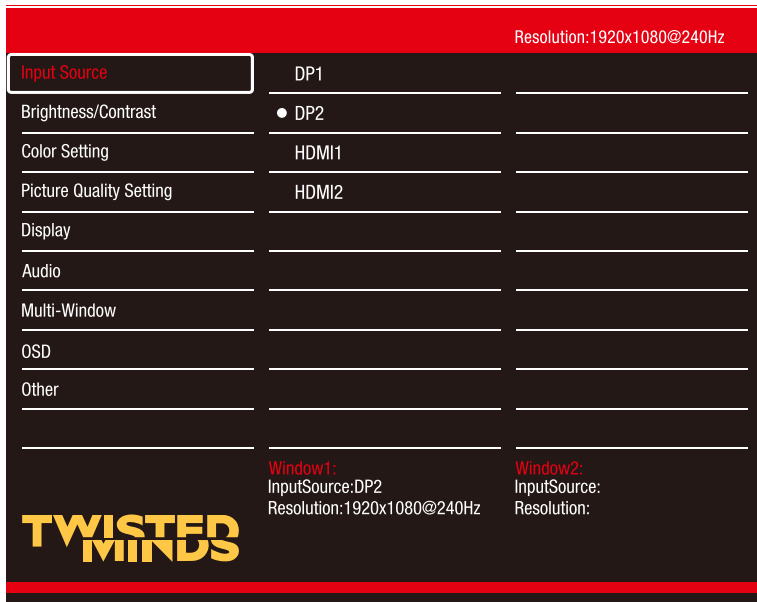 Resolution:1920x1080@240Hz
Input Source
DP1
Brightness/Contrast
DP2
Color Setting
HDMI1
Picture Quality Setting
HDMI2
Display
Audio
Multi-Window
OSD
Other
Window1:
Window2:
InputSource:DP2
InputSource:
Resolution:1920x1080@240Hz
Resolution:
TWISTED
MINDS